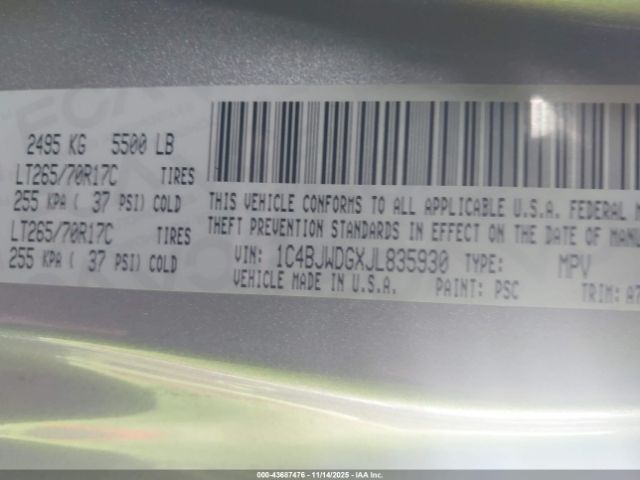 2495 KG 5500 LB
LT265/70R17C TIRES
255 KPA ( 37 PSI) COLD
LT265/70R17C TIRES
255 KPA ( 37 PSI) COLD
THIS VEHICLE CONFORMS TO ALL APPLICABLE U.S.A. FEDERAL M
THEFT PREVENTION STANDARDS IN EFFECT ON THE DATE OF MANU
VIN: 1C4BJWDGXJL835930 TYPE: MPV
VEHICLE MADE IN U.S.A. PAINT: PSC TRIM: A7
000-43687476 - 11/14/2025 - IAA Inc.